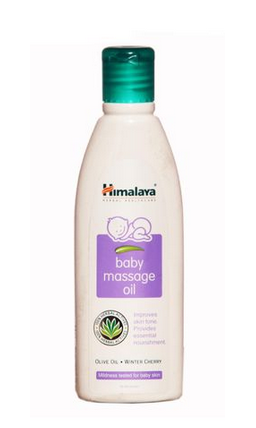 Himalaya
HERBAL HEALTHCARE
baby
massage
oil
Improves
skin tone
Provides
essential
nourishment
OLIVE OIL • WINTER CHERRY
Mildness tested for baby skin